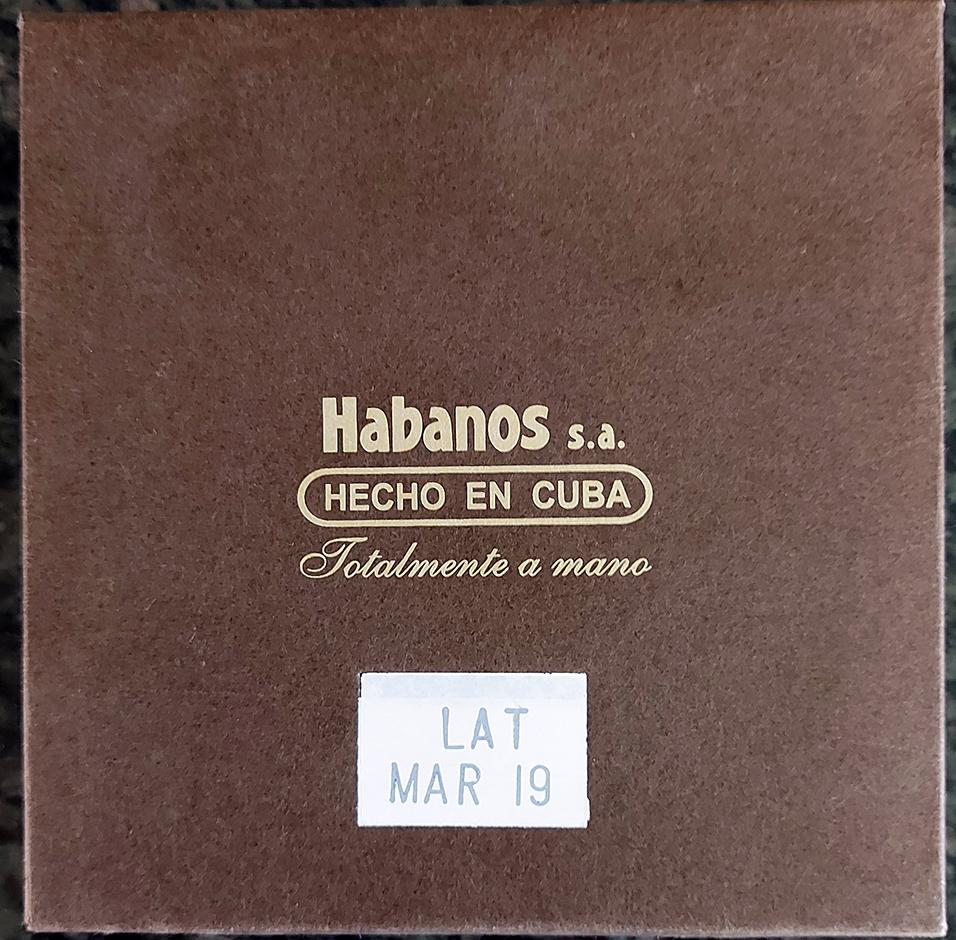 Habanos s.a.
HECHO EN CUBA
Totalmente a mano
LAT
MAR 19